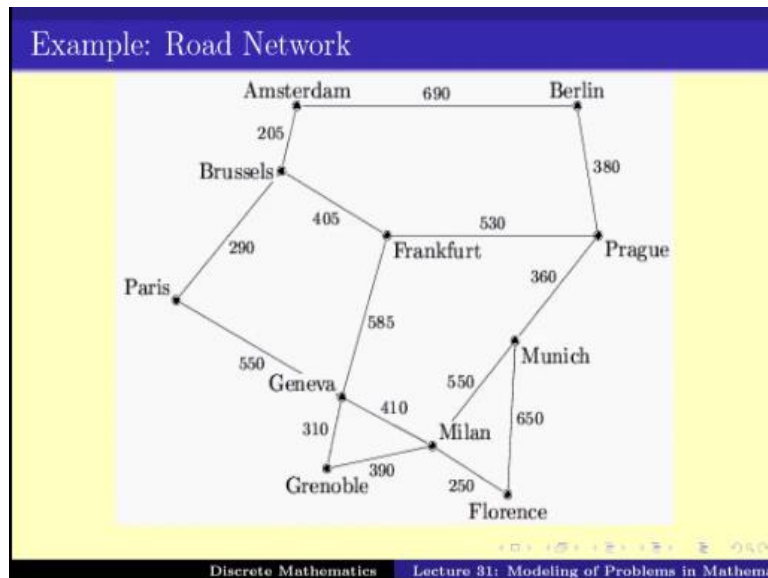 Example: Road Network
Amsterdam 690 Berlin
205
380
Brussels
405
530
290
Frankfurt
Prague
Paris
360
585
550
Munich
Geneva
550
410
650
310
Milan
390
Grenoble
250
Florence
Discrete Mathematics Lecture 31: Modeling of Problems in Mathema